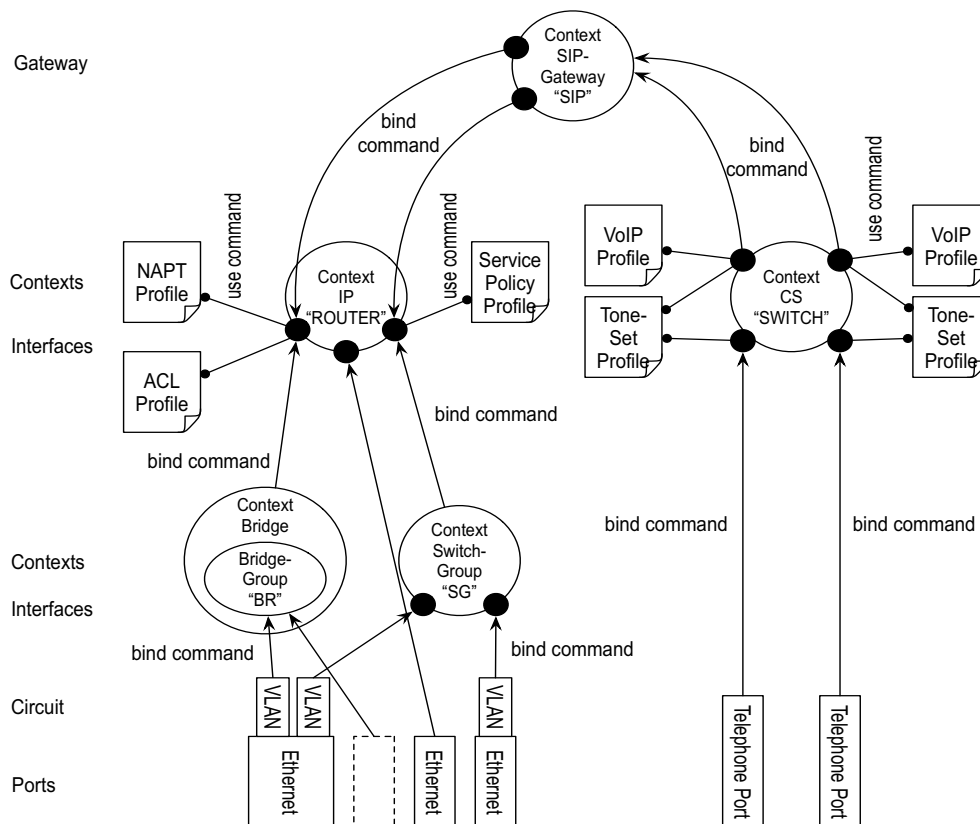 Gateway
Context
SIP-
Gateway
“SIP”
bind
command
bind
command
use command
use command
use command
Contexts
Interfaces
NAPT
Profile
ACL
Profile
Context
IP
“ROUTER”
Service
Policy
Profile
VoIP
Profile
Tone-
Set
Profile
Context
CS
“SWITCH”
VoIP
Profile
Tone-
Set
Profile
bind command
bind command
bind command
bind command
Contexts
Interfaces
Context
Bridge
Bridge-
Group
“BR”
Context
Switch-
Group
“SG”
bind command
bind command
Circuit
VLAN
VLAN
VLAN
Ports
Ethernet
Ethernet
Ethernet
Telephone Port
Telephone Port